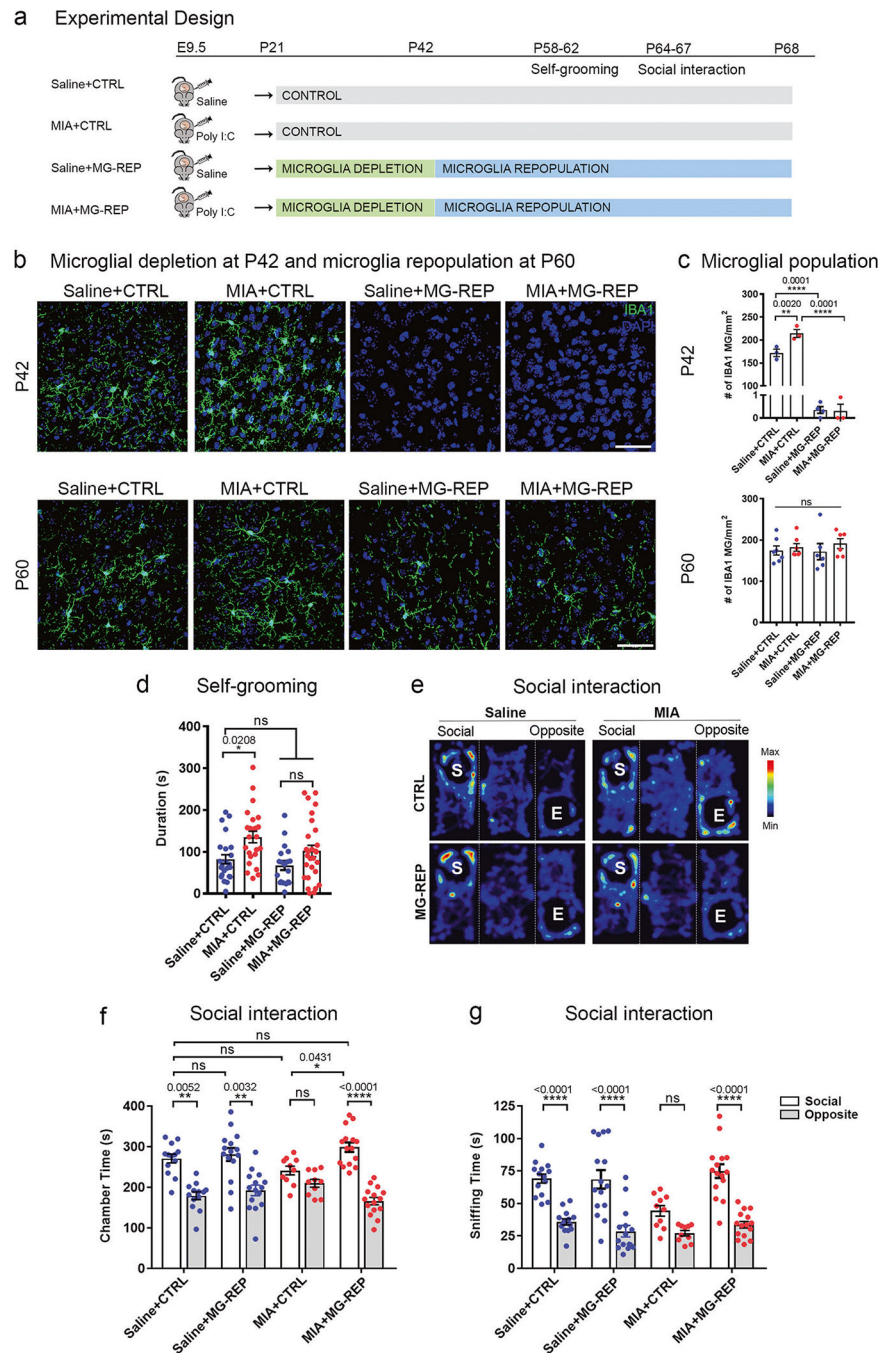 a Experimental Design
E9.5 P21 P42 P58-62 P64-67 P68
Self-grooming Social interaction
Saline+CTRL Saline CONTROL
MIA+CTRL Poly I:C CONTROL
Saline+MG-REP Saline MICROGLIA DEPLETION MICROGLIA REPOPULATION
MIA+MG-REP Poly I:C MICROGLIA DEPLETION MICROGLIA REPOPULATION
b Microglial depletion at P42 and microglia repopulation at P60
Saline+CTRL MIA+CTRL Saline+MG-REP MIA+MG-REP
IBA1
DAPI
P42
Saline+CTRL MIA+CTRL Saline+MG-REP MIA+MG-REP
P60
c Microglial population
0.0001
****
0.0020 0.0001
** ****
P42
# of IBA1 MG/mm²
300
250
200
150
100
1
0
Saline+CTRL
MIA+CTRL
Saline+MG-REP
MIA+MG-REP
ns
P60
# of IBA1 MG/mm²
300
250
200
150
100
50
0
Saline+CTRL
MIA+CTRL
Saline+MG-REP
MIA+MG-REP
d Self-grooming
ns
0.0208
*
ns
Duration (s)
400
300
200
100
0
Saline+CTRL
MIA+CTRL
Saline+MG-REP
MIA+MG-REP
e Social interaction
Saline MIA
Social Opposite Social Opposite
CTRL
S E S E
MG-REP
S E S E
Max
Min
f Social interaction
ns
ns 0.0431
ns *
0.0052 0.0032 ns <0.0001
** ** ****
Chamber Time (s)
400
300
200
100
0
Saline+CTRL
Saline+MG-REP
MIA+CTRL
MIA+MG-REP
g Social interaction
<0.0001 <0.0001 ns <0.0001
**** **** ****
Social
Opposite
Sniffing Time (s)
125
100
75
50
25
0
Saline+CTRL
Saline+MG-REP
MIA+CTRL
MIA+MG-REP